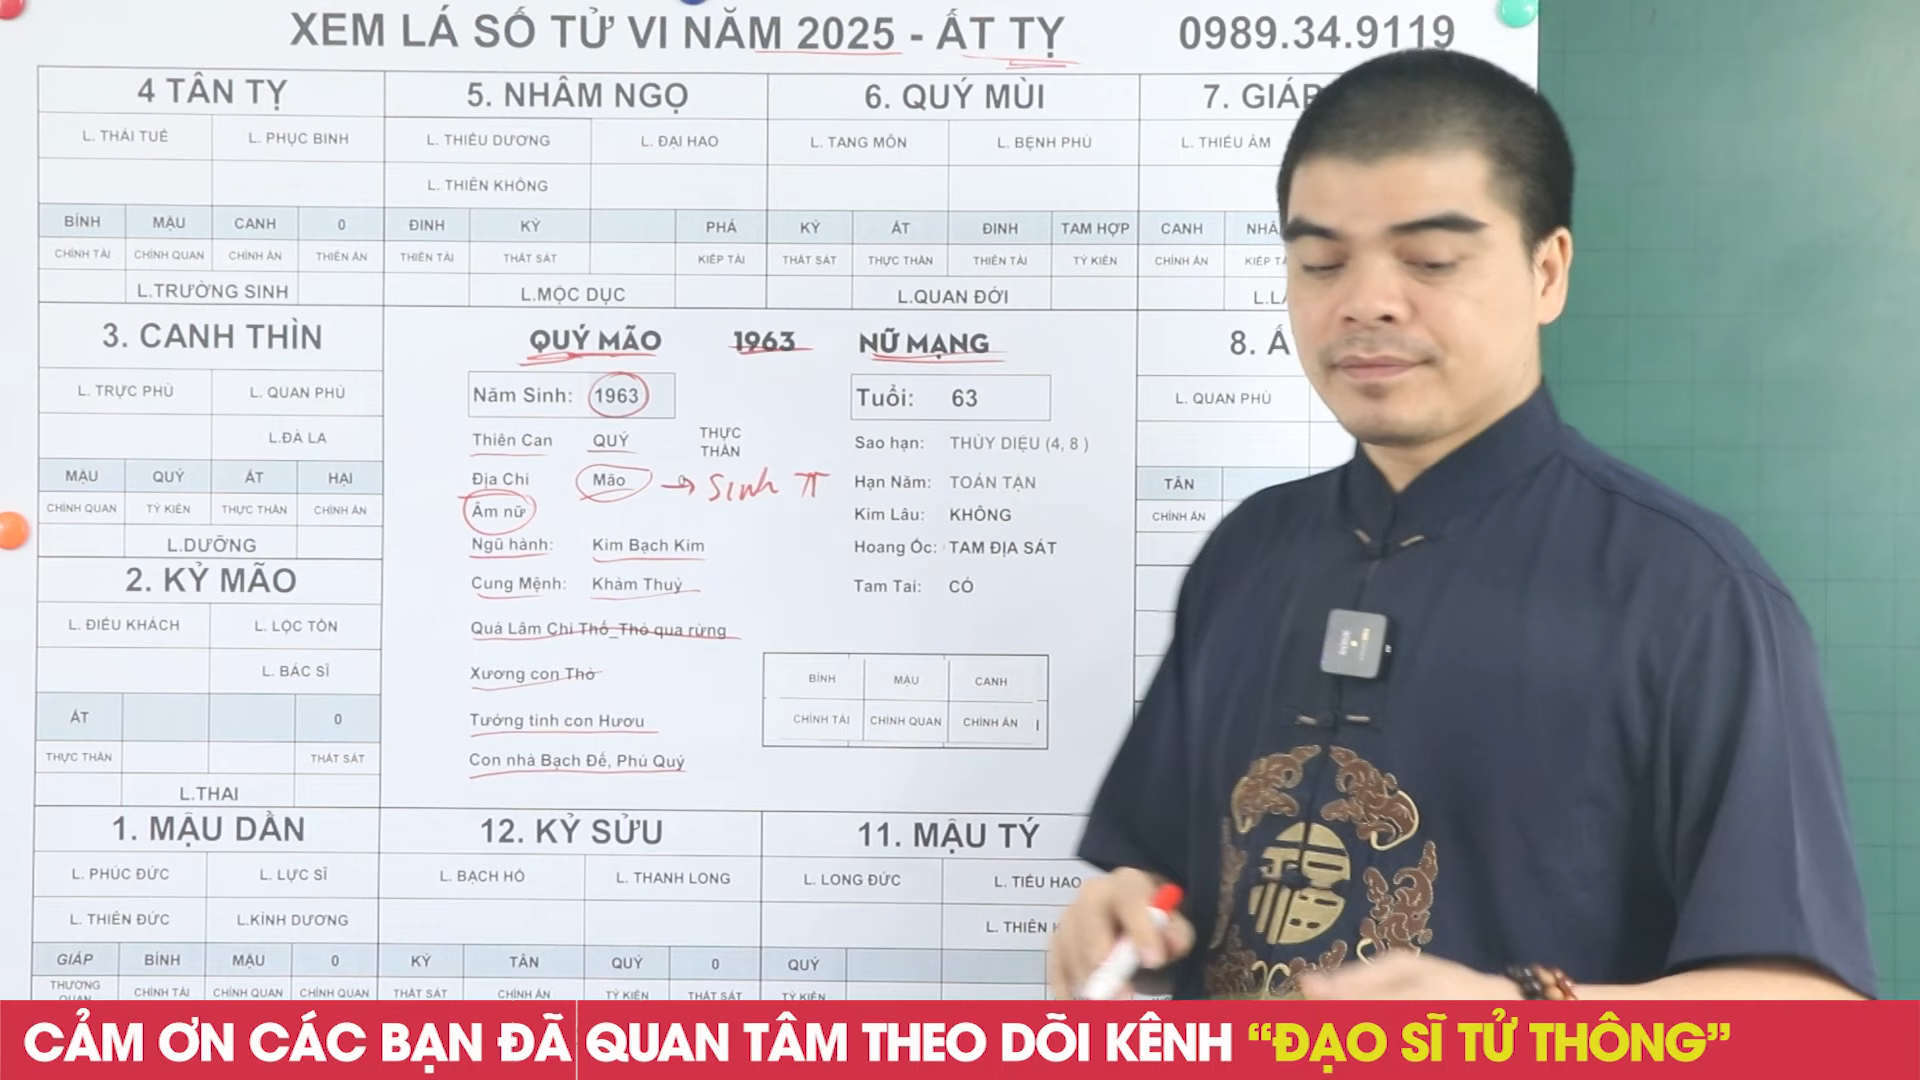 XEM LÁ SỐ TỬ VI NĂM 2025 - ẤT TỴ 0989.34.9119
4 TÂN TỴ 5. NHÂM NGỌ 6. QUÝ MÙI 7. GIÁP
L. THÁI TUẾ L. PHỤC BINH L. THIẾU DƯƠNG L. ĐẠI HAO L. TANG MÔN L. BỆNH PHÙ L. THIẾU ÂM
L. THIÊN KHÔNG
BÍNH MẬU CANH 0 ĐINH KỶ PHÁ KỶ ẤT ĐINH TAM HỢP CANH
CHÍNH TÀI CHÍNH QUAN CHÍNH ẤN THIÊN ẤN THIÊN TÀI THẤT SÁT KIẾP TÀI THẤT SÁT THỰC THẦN THIÊN TÀI TỶ KIÊN CHÍNH ẤN
L.TRƯỜNG SINH L.MỘC DỤC L.QUAN ĐỚI
3. CANH THÌN QUÝ MÃO 1963 NỮ MẠNG 8. Ấ
L. TRỰC PHÙ L. QUAN PHÙ Năm Sinh: 1963 Tuổi: 63 L. QUAN PHÙ
L.ĐÀ LA Thiên Can QUÝ THỰC THẦN Sao hạn: THỦY DIỆU (4, 8 )
MẬU QUÝ ẤT HẠI Địa Chi Mão → Sinh π Hạn Năm: TOÁN TẬN TÂN
CHÍNH QUAN TỶ KIÊN THỰC THẦN CHÍNH ẤN Âm nữ Kim Lâu: KHÔNG CHÍNH ẤN
L.DƯỠNG Ngũ hành: Kim Bạch Kim Hoang Ốc: TAM ĐỊA SÁT
2. KỶ MÃO Cung Mệnh: Khảm Thuỷ Tam Tai: CÓ
L. ĐIẾU KHÁCH L. LỘC TỒN Quá Lâm Chi Thố_Thỏ qua rừng
L. BÁC SĨ Xương con Thỏ BÍNH MẬU CANH
ẤT 0 Tướng tinh con Hươu CHÍNH TÀI CHÍNH QUAN CHÍNH ẤN
THỰC THẦN THẤT SÁT Con nhà Bạch Đế, Phú Quý
L.THAI
1. MẬU DẦN 12. KỶ SỬU 11. MẬU TÝ
L. PHÚC ĐỨC L. LỰC SĨ L. BẠCH HỔ L. THANH LONG L. LONG ĐỨC L. TIỂU HAO
L. THIÊN ĐỨC L.KÌNH DƯƠNG L. THIÊN
GIÁP BÍNH MẬU 0 KỶ TÂN QUÝ 0 QUÝ
THƯƠNG QUAN CHÍNH TÀI CHÍNH QUAN CHÍNH QUAN THẤT SÁT CHÍNH ẤN TỶ KIÊN THẤT SÁT TỶ KIÊN
CẢM ƠN CÁC BẠN ĐÃ QUAN TÂM THEO DÕI KÊNH “ĐẠO SĨ TỬ THÔNG”